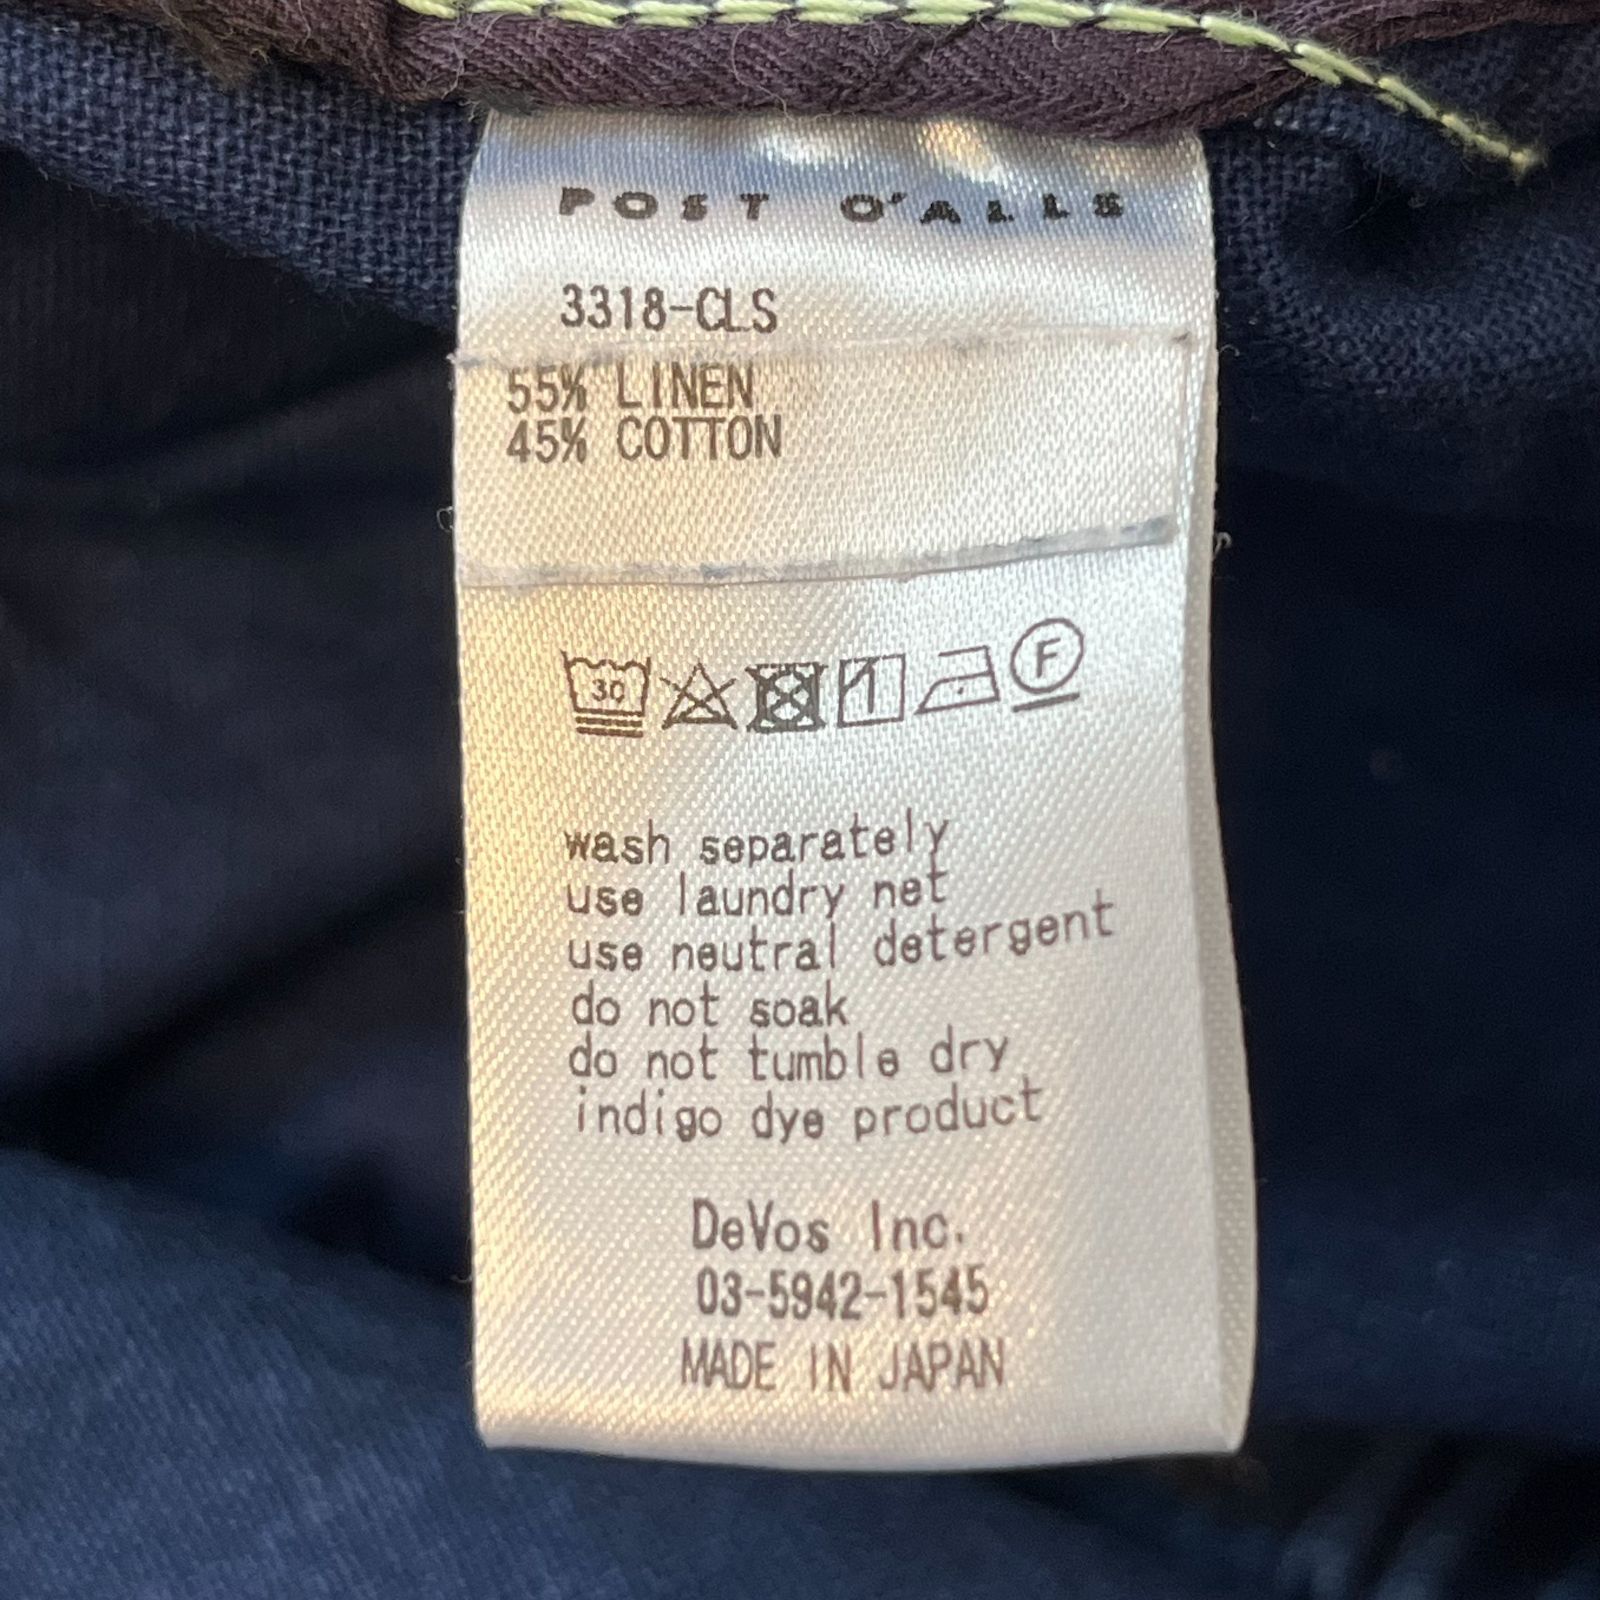 POST O'ALLS
3318-CLS
55% LINEN
45% COTTON
30
F
wash separately
use laundry net
use neutral detergent
do not soak
do not tumble dry
indigo dye product
DeVos Inc.
03-5942-1545
MADE IN JAPAN